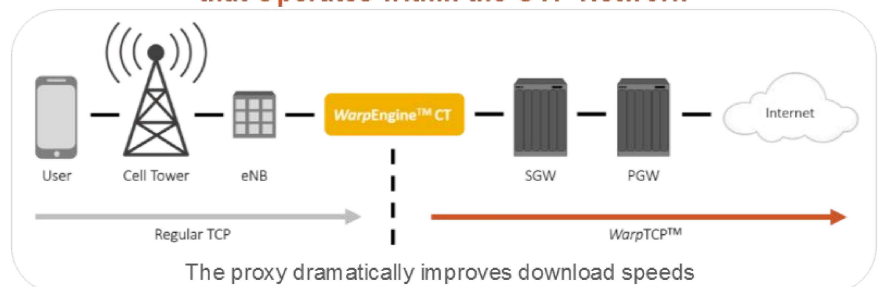 WarpEngine™ CT
Internet
User
Cell Tower
eNB
SGW
PGW
Regular TCP
WarpTCP™
The proxy dramatically improves download speeds